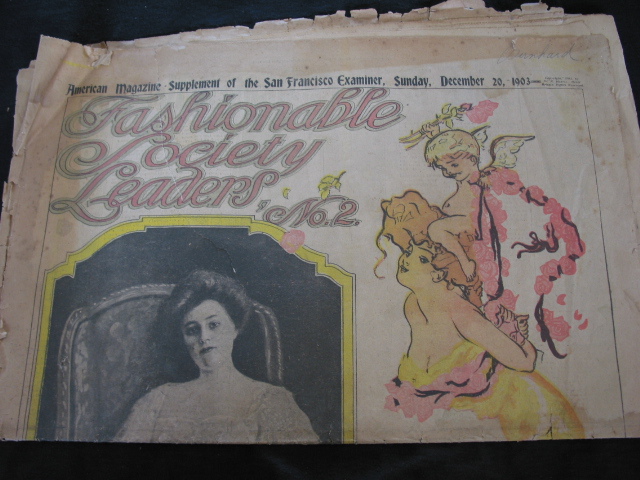 American Magazine Supplement of the San Francisco Examiner, Sunday, December 20, 1903
Fashionable
Society
Leaders, No. 2.